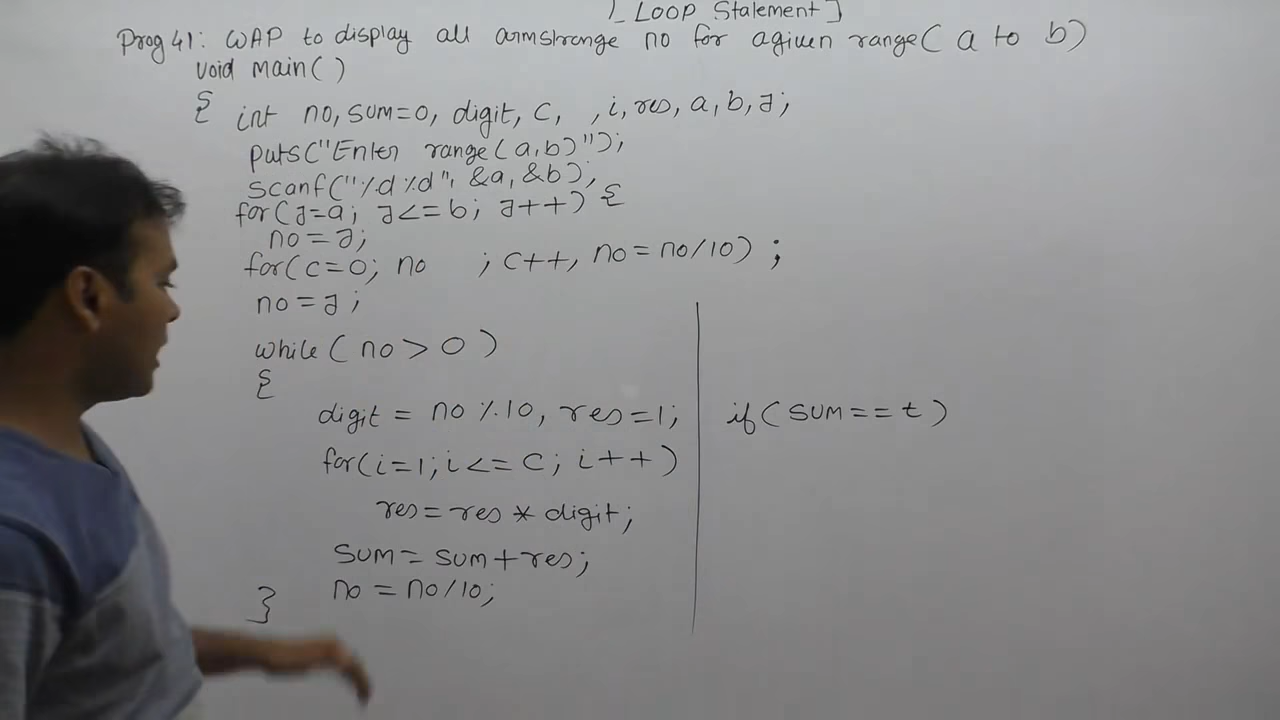 [ LOOP Statement ]
Prog 41: WAP to display all armstrange no for a given range( a to b)
void main()
{ int no, sum=0, digit, c, , i, res, a, b, J;
puts("Enter range(a,b)");
scanf("%d %d", &a, &b);
for(J=a; J<=b; J++) {
no = J;
for(c=0; no ; c++, no = no/10) ;
no = J;
while( no > 0 )
{
digit = no %10, res=1;
for(i=1; i<= c; i++)
res = res * digit;
sum = sum + res;
no = no/10;
}
if( sum == t )